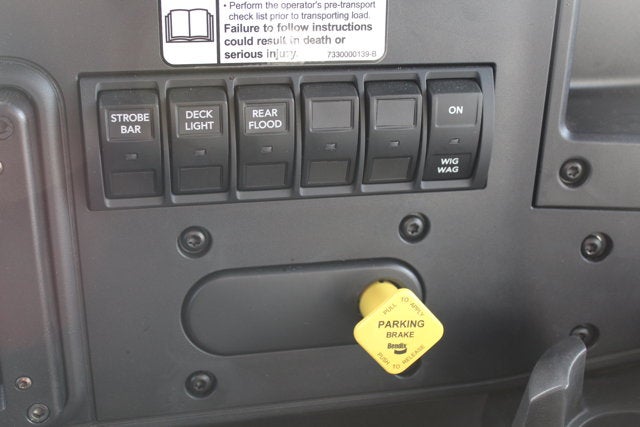 • Perform the operator's pre-transport
check list prior to transporting load.
Failure to follow instructions
could result in death or
serious injury.
7330000139-B
STROBE
BAR
DECK
LIGHT
REAR
FLOOD
ON
WIG
WAG
PULL TO APPLY
PARKING
BRAKE
Bendix
PUSH TO RELEASE